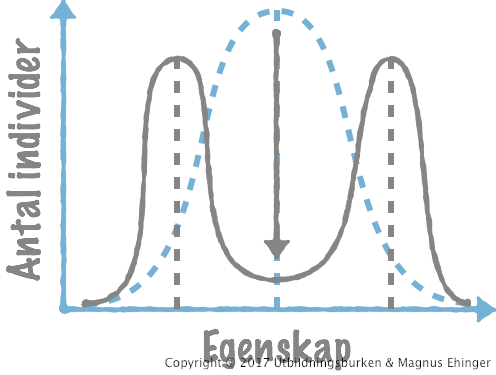 Antal individer
Egenskap
Copyright © 2017 Utbildningsburken & Magnus Ehinger